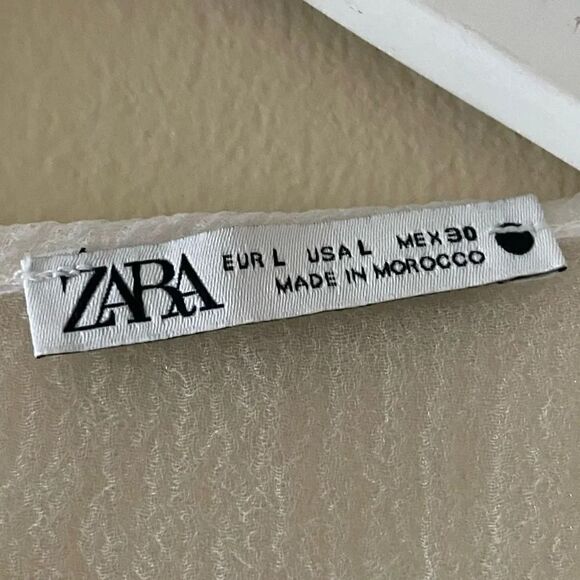 ZARA
EUR L USA L MEX 30
MADE IN MOROCCO